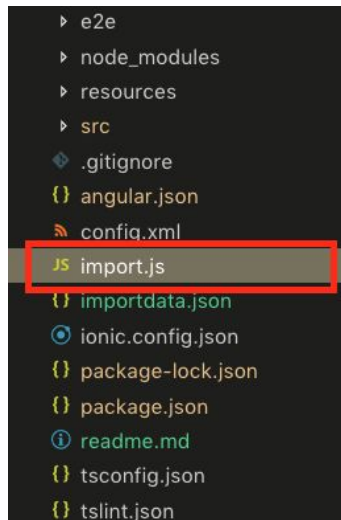 e2e
node_modules
resources
src
.gitignore
{} angular.json
config.xml
JS import.js
{} importdata.json
ionic.config.json
{} package-lock.json
{} package.json
readme.md
{} tsconfig.json
{} tslint.json